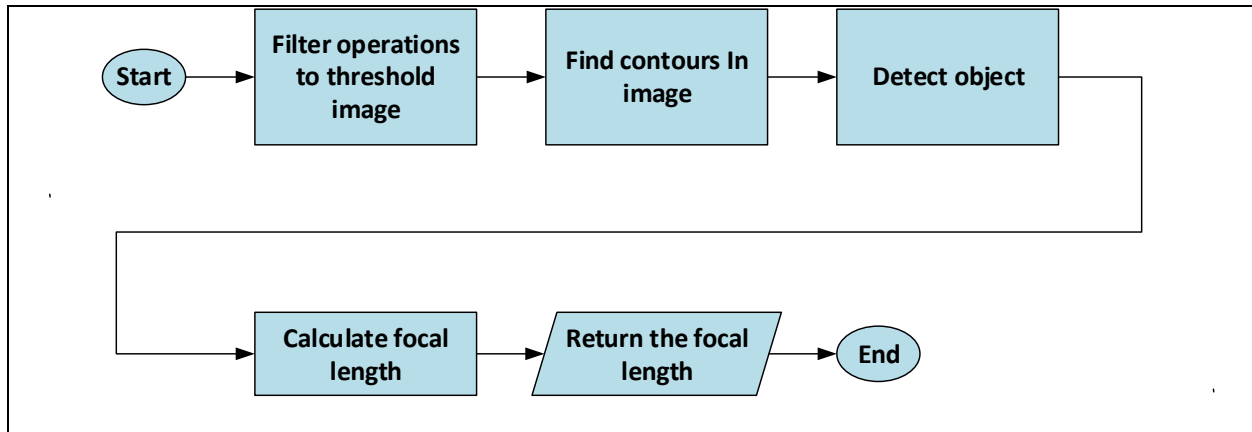 Start
Filter operations
to threshold
image
Find contours In
image
Detect object
Calculate focal
length
Return the focal
length
End